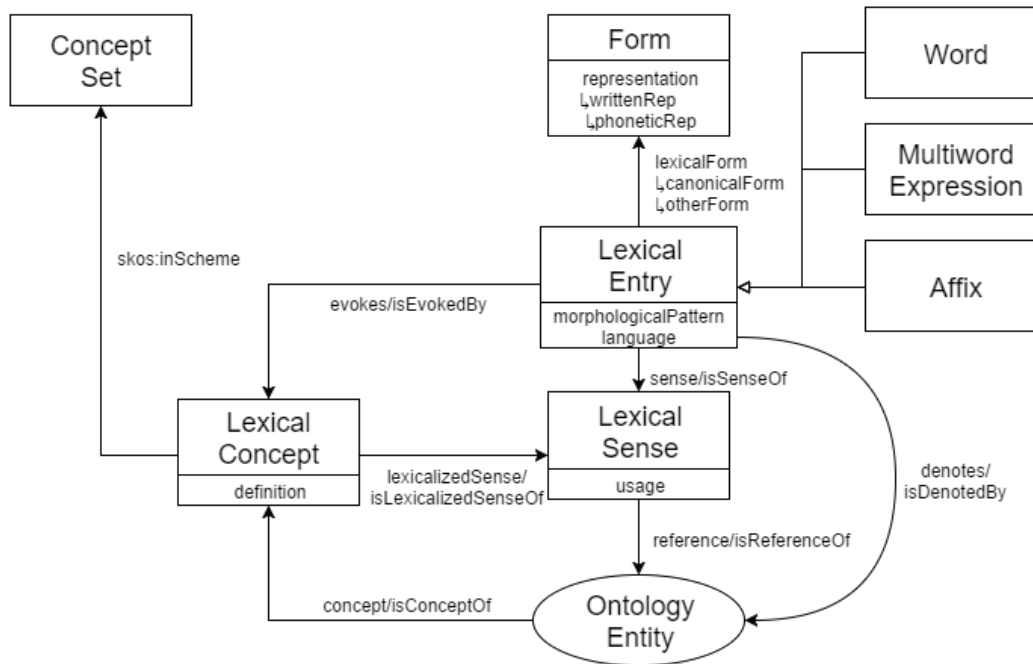 Concept
Set
Form
representation
↳writtenRep
↳phoneticRep
Word
Multiword
Expression
Affix
lexicalForm
↳canonicalForm
↳otherForm
skos:inScheme
Lexical
Entry
morphologicalPattern
language
evokes/isEvokedBy
sense/isSenseOf
Lexical
Concept
definition
lexicalizedSense/
isLexicalizedSenseOf
Lexical
Sense
usage
denotes/
isDenotedBy
reference/isReferenceOf
concept/isConceptOf
Ontology
Entity